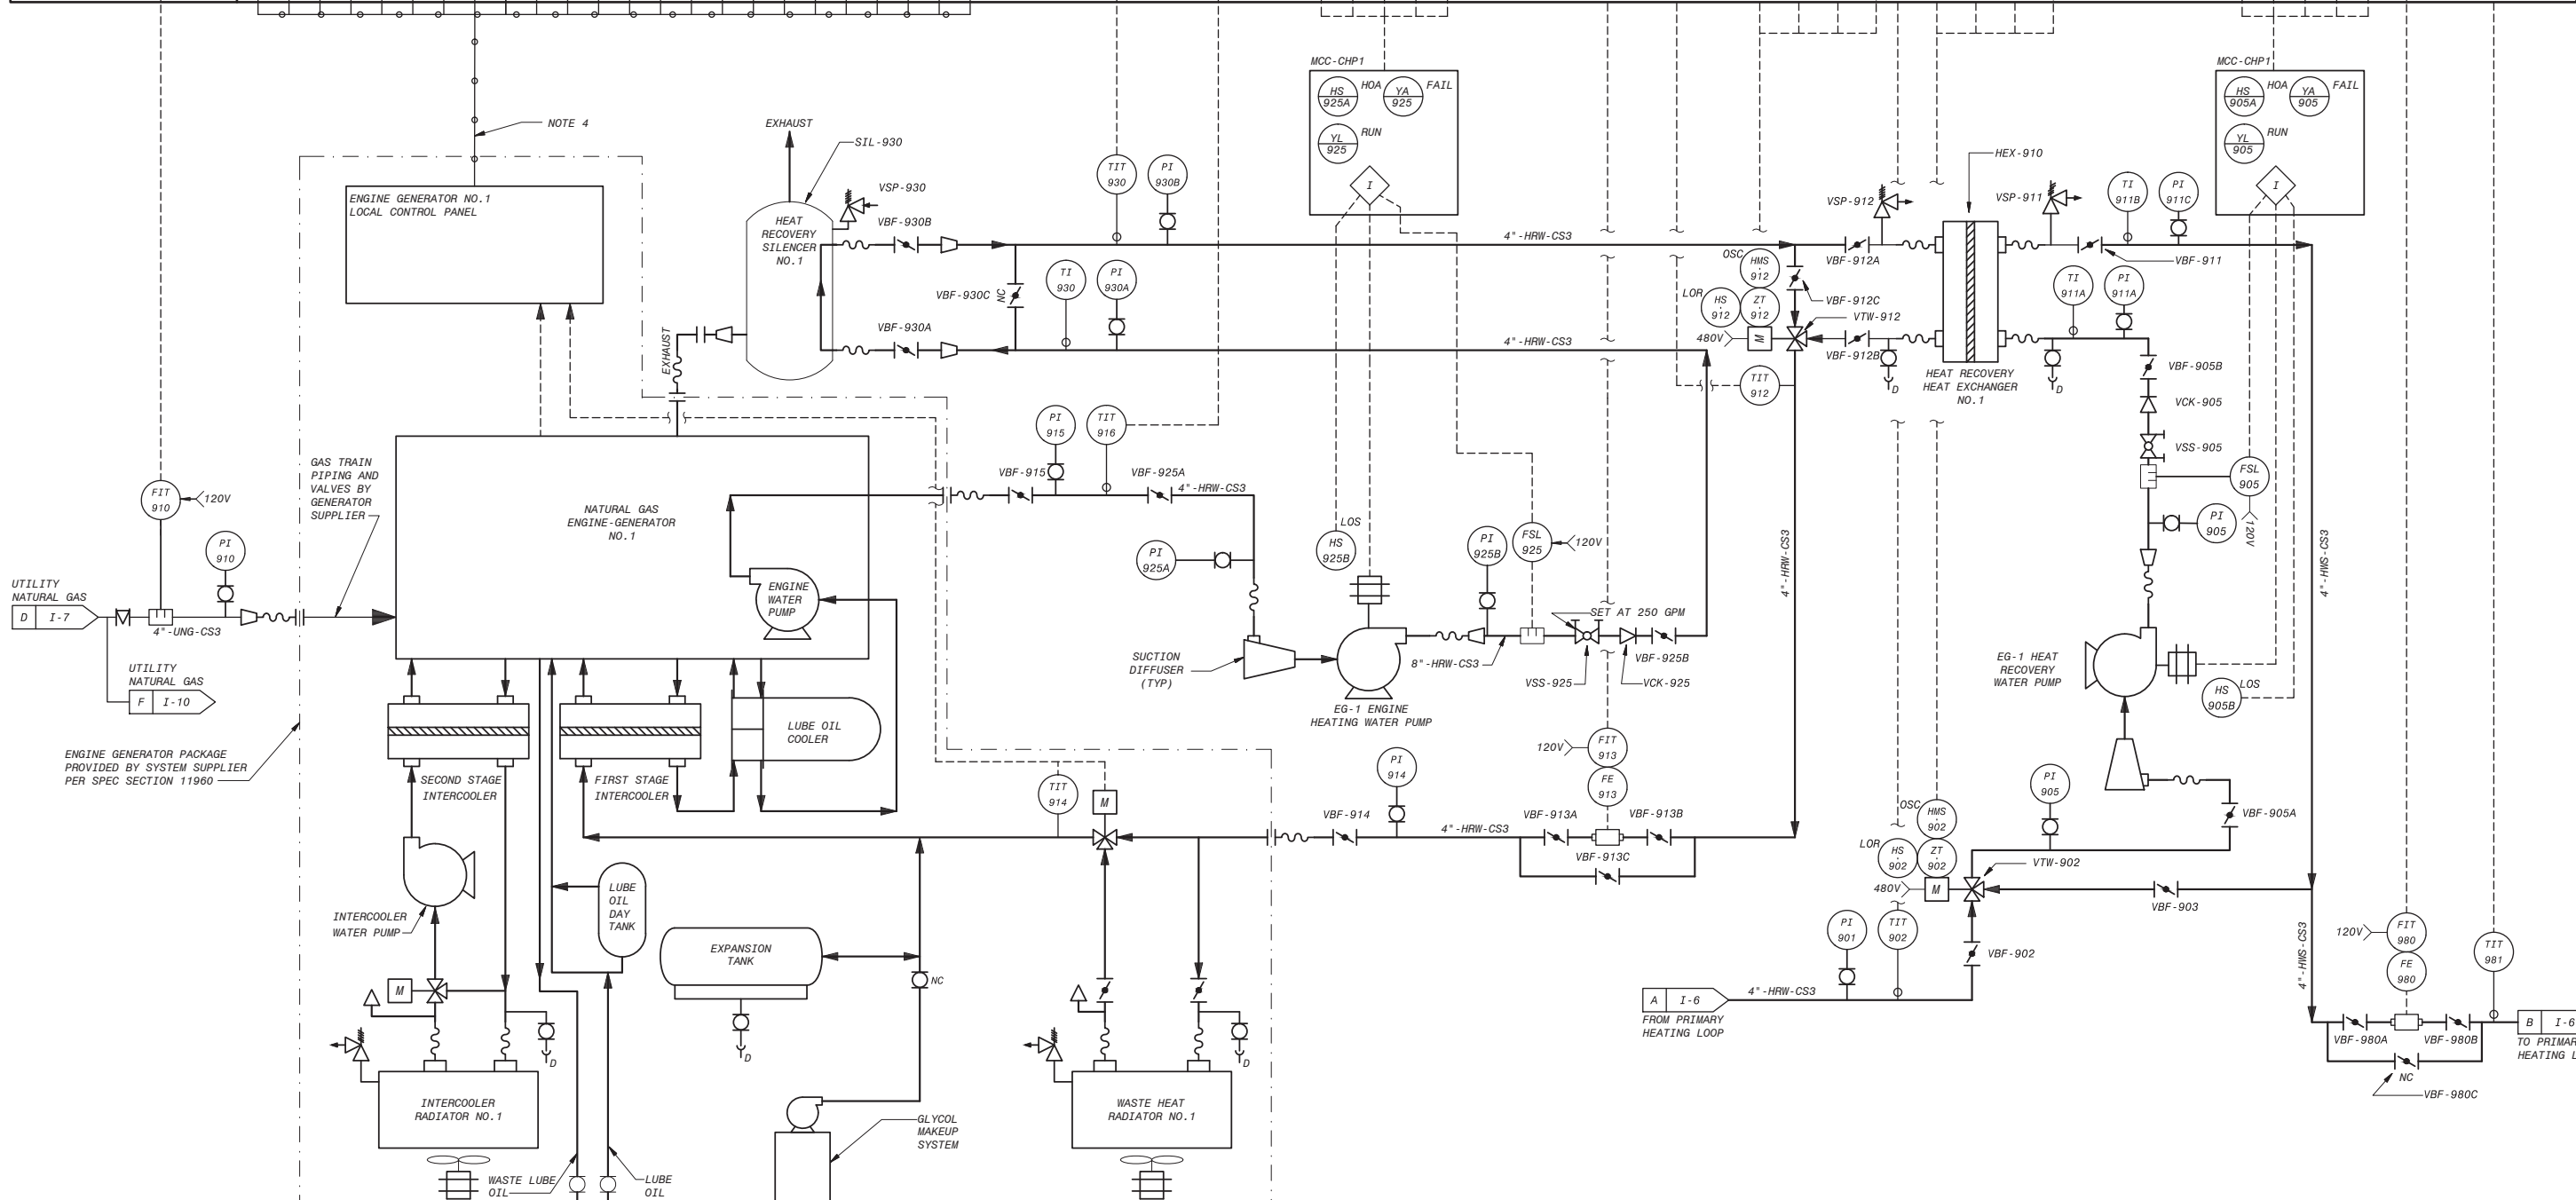 MCC-CHP1
HS
925A
HOA
YA
925
FAIL
YL
925
RUN
I
MCC-CHP1
HS
905A
HOA
YA
905
FAIL
YL
905
RUN
I
NOTE 4
EXHAUST
SIL-930
ENGINE GENERATOR NO.1
LOCAL CONTROL PANEL
HEAT
RECOVERY
SILENCER
NO.1
VSP-930
VBF-930B
TIT
930
PI
930B
4"-HRW-CS3
VBF-930C
NC
TI
930
PI
930A
VBF-930A
4"-HRW-CS3
EXHAUST
HEX-910
VSP-912
VSP-911
TI
911B
PI
911C
VBF-912A
VBF-911
OSC
HMS
912
LOR
HS
912
ZT
912
480V
M
VBF-912C
VTW-912
VBF-912B
D
TIT
912
HEAT RECOVERY
HEAT EXCHANGER
NO.1
D
TI
911A
PI
911A
VBF-905B
VCK-905
VSS-905
FSL
905
120V
PI
905
4"-HWS-CS3
GAS TRAIN
PIPING AND
VALVES BY
GENERATOR
SUPPLIER
FIT
910
120V
PI
910
UTILITY
NATURAL GAS
D
I-7
4"-UNG-CS3
UTILITY
NATURAL GAS
F
I-10
ENGINE GENERATOR PACKAGE
PROVIDED BY SYSTEM SUPPLIER
PER SPEC SECTION 11960
NATURAL GAS
ENGINE-GENERATOR
NO.1
ENGINE
WATER
PUMP
PI
915
TIT
916
VBF-915
VBF-925A
4"-HRW-CS3
PI
925A
SUCTION
DIFFUSER
(TYP)
LOS
HS
925B
PI
925B
FSL
925
120V
SET AT 250 GPM
8"-HRW-CS3
VBF-925B
VSS-925
VCK-925
EG-1 ENGINE
HEATING WATER PUMP
4"-HRW-CS3
EG-1 HEAT
RECOVERY
WATER PUMP
LOS
HS
905B
SECOND STAGE
INTERCOOLER
FIRST STAGE
INTERCOOLER
LUBE OIL
COOLER
TIT
914
M
VBF-914
PI
914
4"-HRW-CS3
120V
FIT
913
FE
913
VBF-913A
VBF-913B
VBF-913C
PI
905
VBF-905A
OSC
HMS
902
LOR
HS
902
ZT
902
480V
M
VTW-902
VBF-903
INTERCOOLER
WATER PUMP
LUBE
OIL
DAY
TANK
EXPANSION
TANK
NC
M
D
D
D
PI
901
TIT
902
VBF-902
A
I-6
4"-HRW-CS3
FROM PRIMARY
HEATING LOOP
4"-HWS-CS3
120V
FIT
980
FE
980
TIT
981
VBF-980A
VBF-980B
NC
VBF-980C
B
I-6
HEATING
INTERCOOLER
RADIATOR NO.1
GLYCOL
MAKEUP
SYSTEM
WASTE HEAT
RADIATOR NO.1
WASTE LUBE
OIL
LUBE
OIL